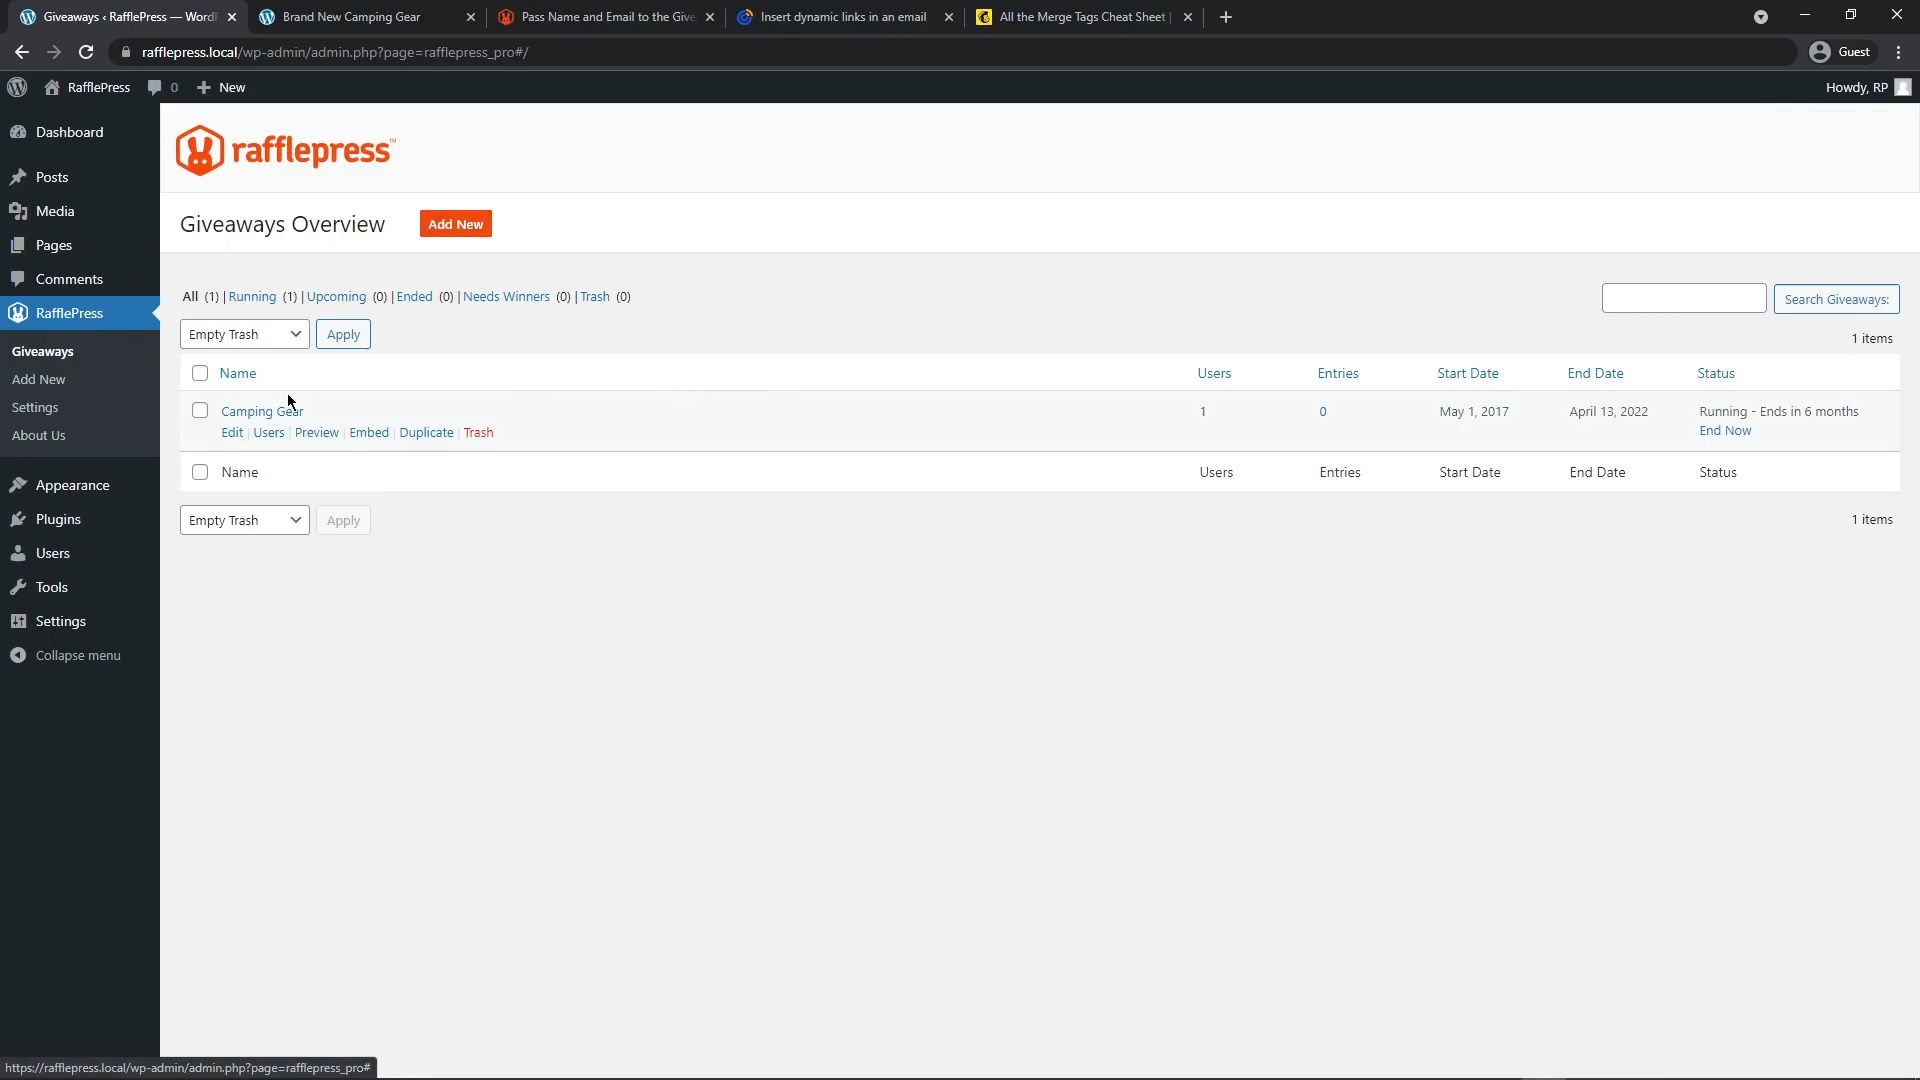 Giveaways ‹ RafflePress — WordP
Brand New Camping Gear
Pass Name and Email to the Give
Insert dynamic links in an email
All the Merge Tags Cheat Sheet |
rafflepress.local/wp-admin/admin.php?page=rafflepress_pro#/
Guest
RafflePress
0
New
Howdy, RP
Dashboard
Posts
Media
Pages
Comments
RafflePress
Giveaways
Add New
Settings
About Us
Appearance
Plugins
Users
Tools
Settings
Collapse menu
rafflepress™
Giveaways Overview
Add New
All (1) | Running (1) | Upcoming (0) | Ended (0) | Needs Winners (0) | Trash (0)
Search Giveaways:
Empty Trash
Apply
1 items
Name Users Entries Start Date End Date Status
Camping Gear 1 0 May 1, 2017 April 13, 2022 Running - Ends in 6 months
Edit | Users | Preview | Embed | Duplicate | Trash End Now
Name Users Entries Start Date End Date Status
Empty Trash
Apply
1 items
https://rafflepress.local/wp-admin/admin.php?page=rafflepress_pro#